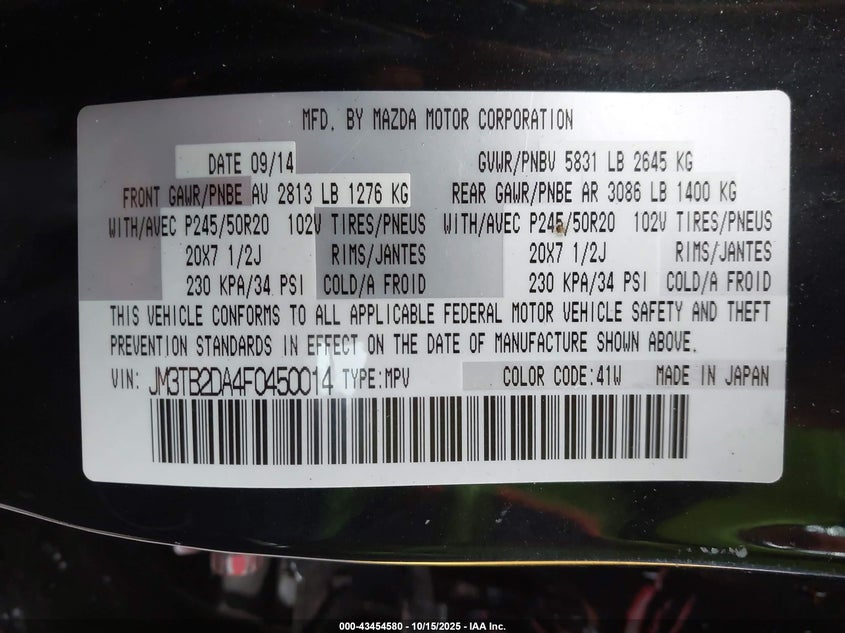 MFD. BY MAZDA MOTOR CORPORATION
DATE 09/14 GVWR/PNBV 5831 LB 2645 KG
FRONT GAWR/PNBE AV 2813 LB 1276 KG REAR GAWR/PNBE AR 3086 LB 1400 KG
WITH/AVEC P245/50R20 102V TIRES/PNEUS WITH/AVEC P245/50R20 102V TIRES/PNEUS
20X7 1/2J RIMS/JANTES 20X7 1/2J RIMS/JANTES
230 KPA/34 PSI COLD/A FROID 230 KPA/34 PSI COLD/A FROID
THIS VEHICLE CONFORMS TO ALL APPLICABLE FEDERAL MOTOR VEHICLE SAFETY AND THEFT
PREVENTION STANDARDS IN EFFECT ON THE DATE OF MANUFACTURE SHOWN ABOVE.
VIN: JM3TB2DA4F0450014 TYPE:MPV COLOR CODE:41W MADE IN JAPAN
000-43454580 - 10/15/2025 - IAA Inc.